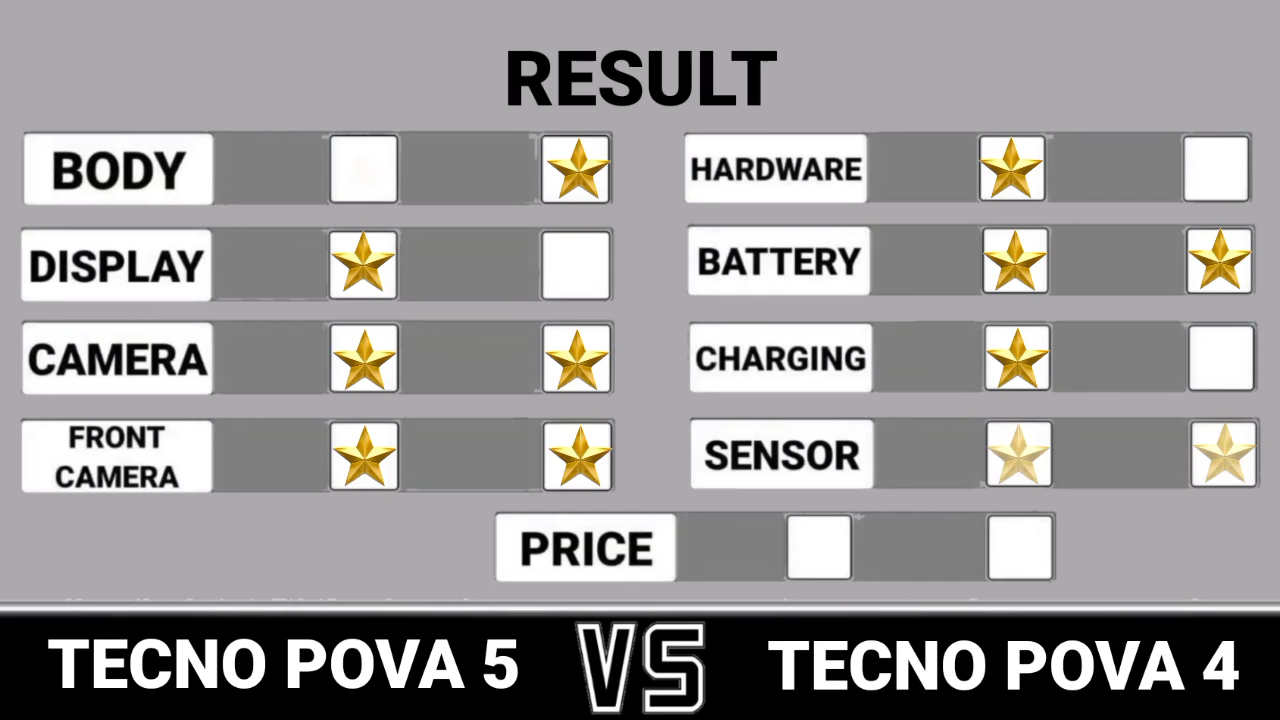 RESULT
BODY
HARDWARE
DISPLAY
BATTERY
CAMERA
CHARGING
FRONT
CAMERA
SENSOR
PRICE
TECNO POVA 5 VS TECNO POVA 4